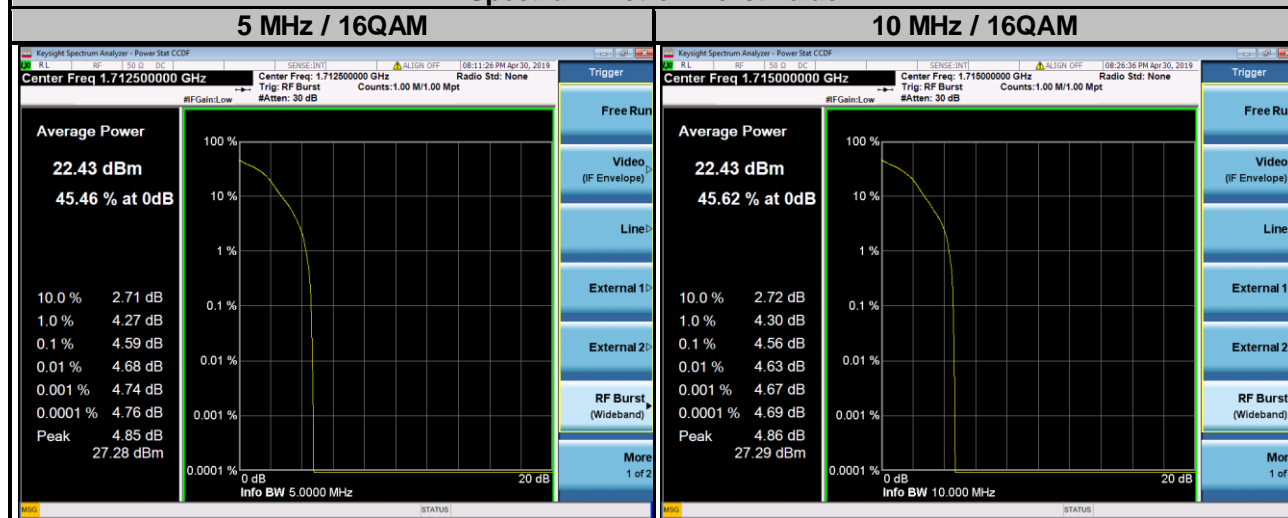 5 MHz / 16QAM
Keysight Spectrum Analyzer - Power Stat CCDF
RL RF 50 Ω DC SENSE:INT ALIGN OFF 08:11:26 PM Apr 30, 2019
Center Freq 1.712500000 GHz
Center Freq: 1.712500000 GHz Radio Std: None
Trig: RF Burst Counts:1.00 M/1.00 Mpt
#IFGain:Low #Atten: 30 dB
Average Power
22.43 dBm
45.46 % at 0dB
10.0 % 2.71 dB
1.0 % 4.27 dB
0.1 % 4.59 dB
0.01 % 4.68 dB
0.001 % 4.74 dB
0.0001 % 4.76 dB
Peak 4.85 dB
27.28 dBm
100 %
10 %
1 %
0.1 %
0.01 %
0.001 %
0.0001 %
0 dB 20 dB
Info BW 5.0000 MHz
Trigger
Free Run
Video
(IF Envelope)
Line
External 1
External 2
RF Burst
(Wideband)
More
1 of 2
MSG STATUS
10 MHz / 16QAM
Keysight Spectrum Analyzer - Power Stat CCDF
RL RF 50 Ω DC SENSE:INT ALIGN OFF 08:26:36 PM Apr 30, 2019
Center Freq 1.715000000 GHz
Center Freq: 1.715000000 GHz Radio Std: None
Trig: RF Burst Counts:1.00 M/1.00 Mpt
#IFGain:Low #Atten: 30 dB
Average Power
22.43 dBm
45.62 % at 0dB
10.0 % 2.72 dB
1.0 % 4.30 dB
0.1 % 4.56 dB
0.01 % 4.63 dB
0.001 % 4.67 dB
0.0001 % 4.69 dB
Peak 4.86 dB
27.29 dBm
100 %
10 %
1 %
0.1 %
0.01 %
0.001 %
0.0001 %
0 dB 20 dB
Info BW 10.000 MHz
Trigger
Free Ru
Video
(IF Envelope)
Line
External 1
External 2
RF Burst
(Wideband)
Mor
1 of
MSG STATUS